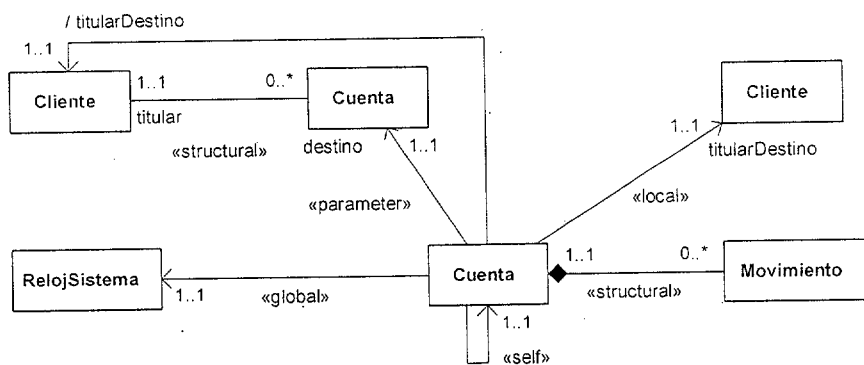 / titularDestino
1..1
1..1
0..*
Cliente
Cuenta
Cliente
titular
1..1
«structural»
destino
1..1
titularDestino
«parameter»
«local»
RelojSistema
Cuenta
1..1
0..*
Movimiento
1..1
«global»
«structural»
1..1
«self»